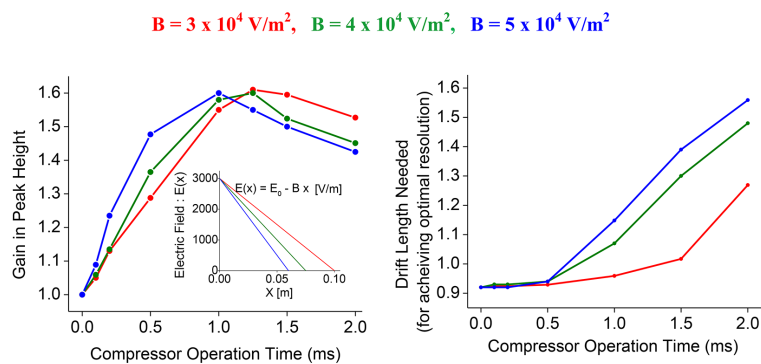 B = 3 x 10⁴ V/m², B = 4 x 10⁴ V/m², B = 5 x 10⁴ V/m²
Gain in Peak Height
1.6
1.5
1.4
1.3
1.2
1.1
1.0
0.0 0.5 1.0 1.5 2.0
Compressor Operation Time (ms)
Electric Field : E(x)
3000
2000
1000
0
E(x) = E₀ - B x [V/m]
0.00 0.05 0.10
X [m]
Drift Length Needed
(for acheiving optimal resolution)
1.6
1.5
1.4
1.3
1.2
1.1
1.0
0.9
0.0 0.5 1.0 1.5 2.0
Compressor Operation Time (ms)